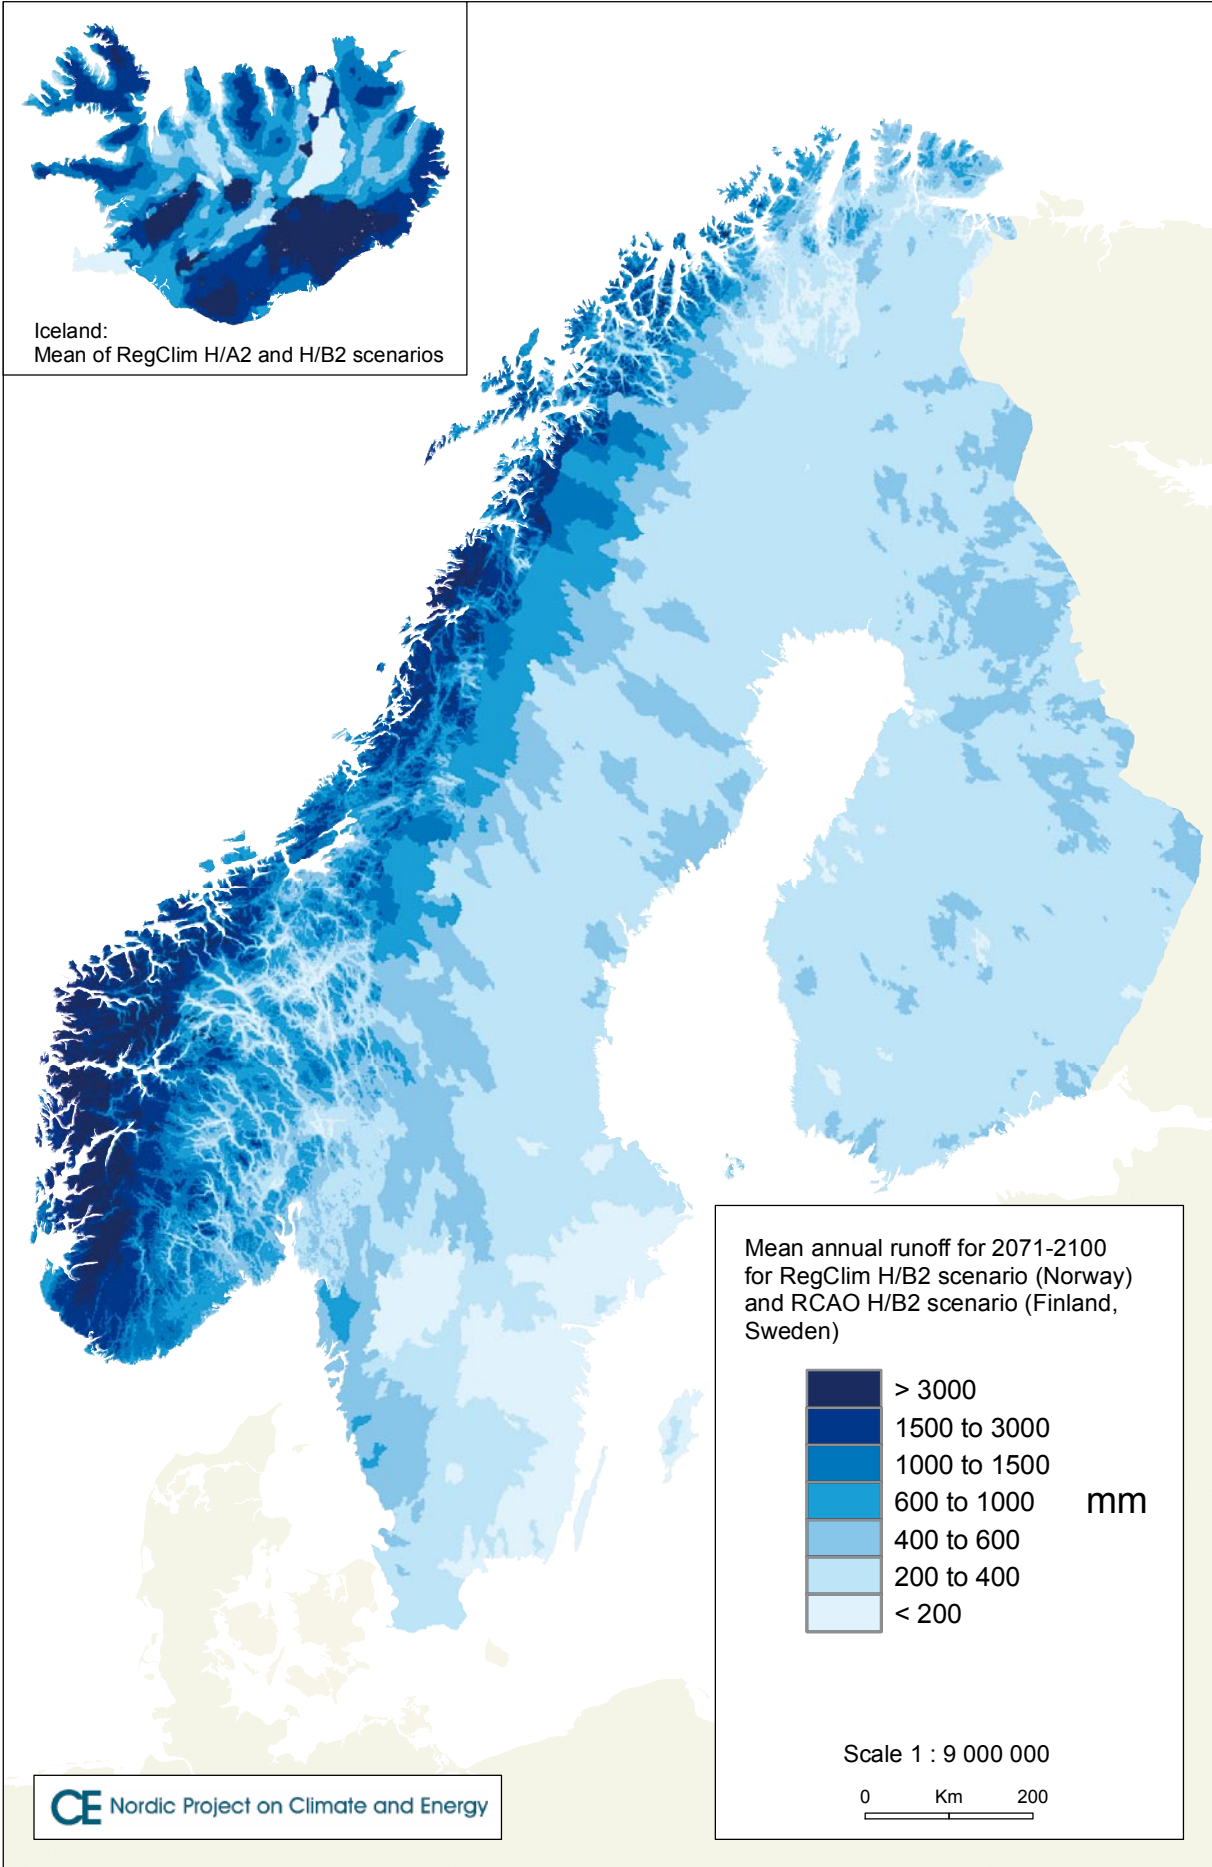 Iceland:
Mean of RegClim H/A2 and H/B2 scenarios
Mean annual runoff for 2071-2100
for RegClim H/B2 scenario (Norway)
and RCAO H/B2 scenario (Finland,
Sweden)
> 3000
1500 to 3000
1000 to 1500
600 to 1000
mm
400 to 600
200 to 400
< 200
Scale 1 : 9 000 000
0 Km 200
CE Nordic Project on Climate and Energy